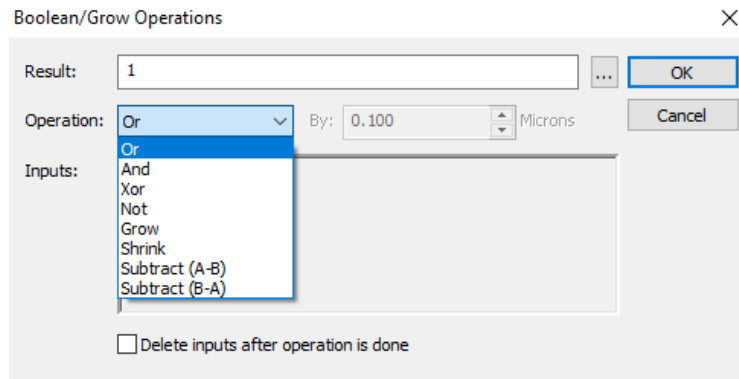 Boolean/Grow Operations
Result: 1 ... OK
Operation: Or By: 0.100 Microns Cancel
Or
Inputs: And
Xor
Not
Grow
Shrink
Subtract (A-B)
Subtract (B-A)
Delete inputs after operation is done